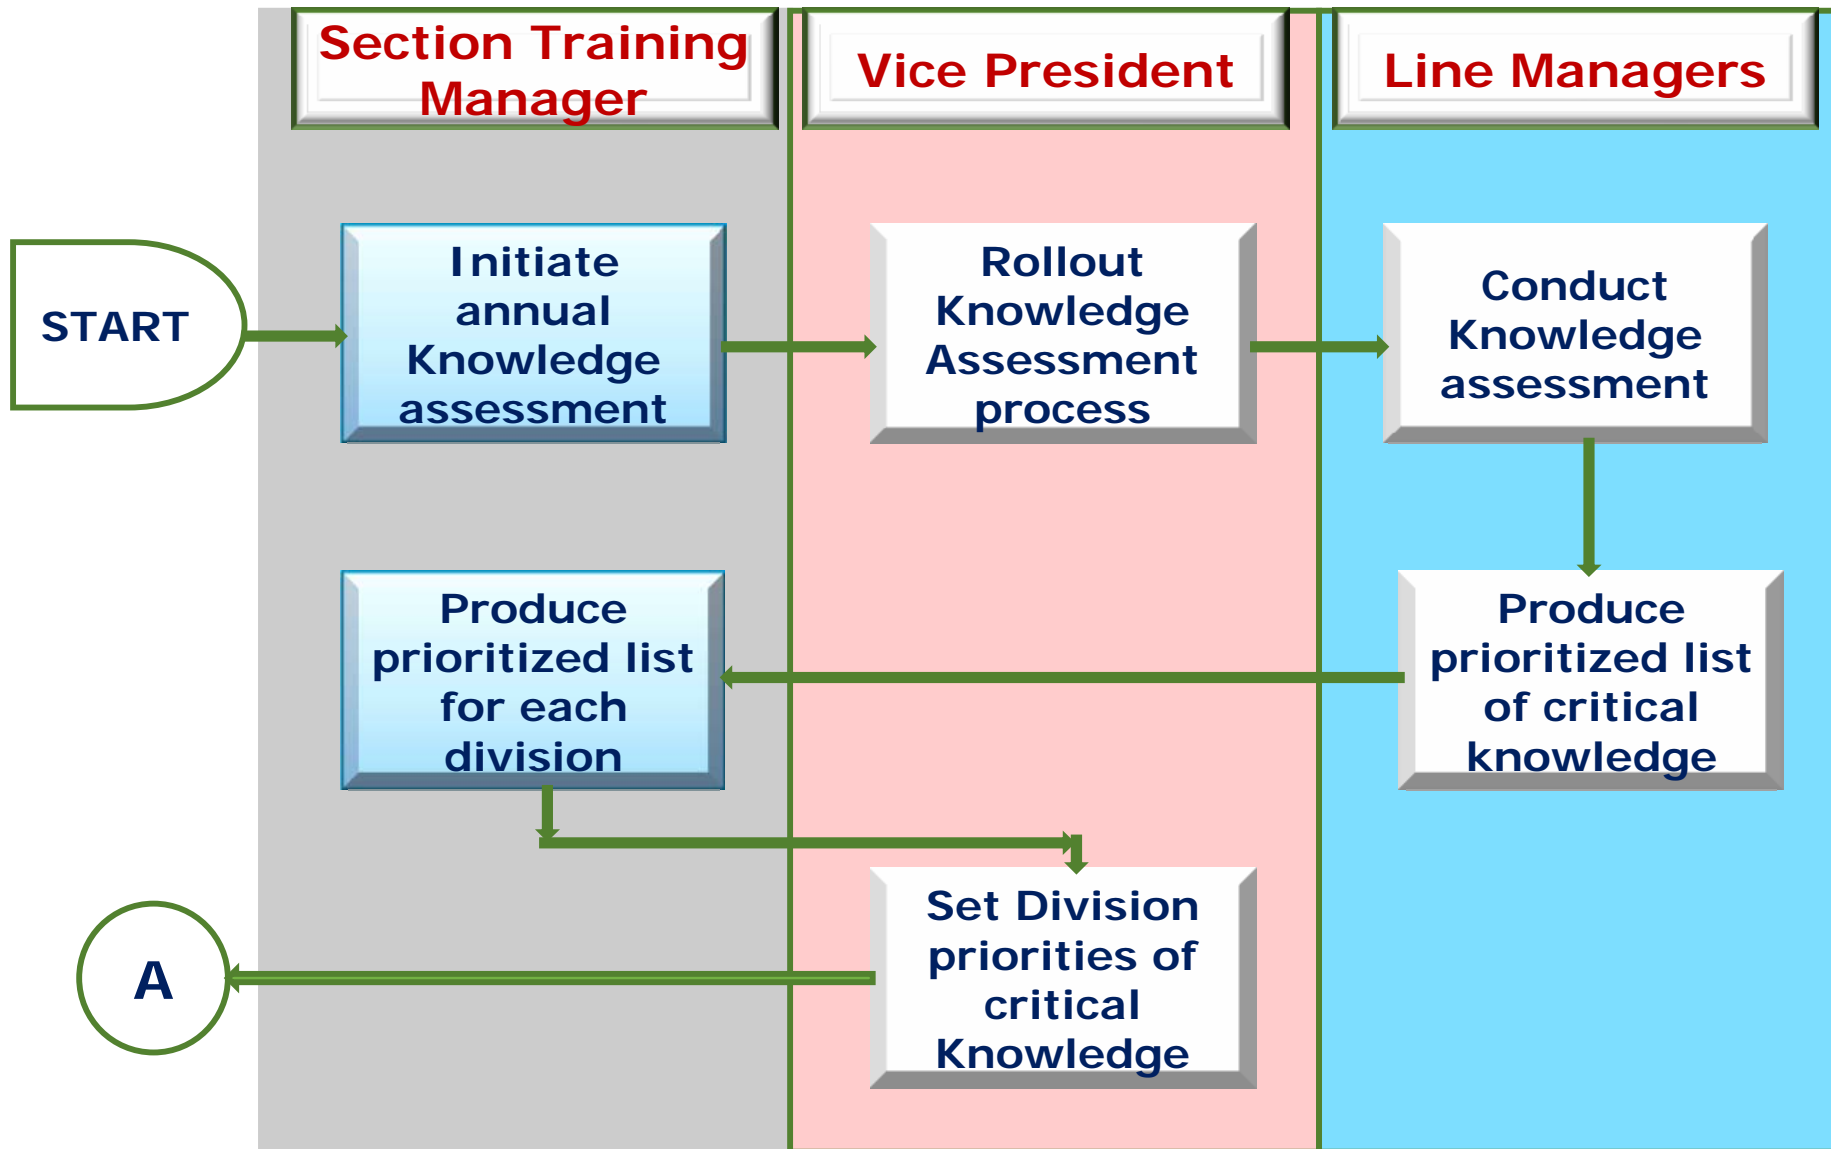 Section Training
Manager
Vice President
Line Managers
START
Initiate
annual
Knowledge
assessment
Rollout
Knowledge
Assessment
process
Conduct
Knowledge
assessment
Produce
prioritized list
for each
division
Produce
prioritized list
of critical
knowledge
Set Division
priorities of
critical
Knowledge
A